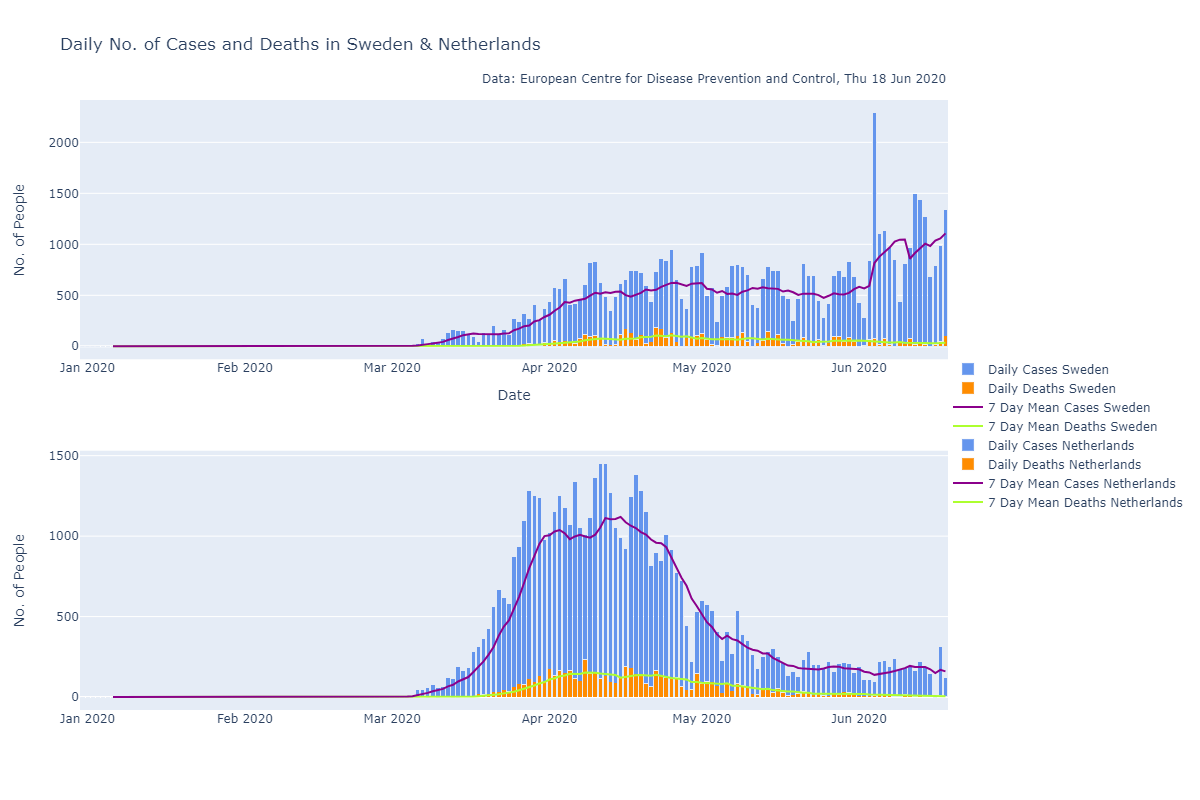 Daily No. of Cases and Deaths in Sweden & Netherlands
Data: European Centre for Disease Prevention and Control, Thu 18 Jun 2020
No. of People
2000
1500
1000
500
0
Jan 2020 Feb 2020 Mar 2020 Apr 2020 May 2020 Jun 2020
Date
Daily Cases Sweden
Daily Deaths Sweden
7 Day Mean Cases Sweden
7 Day Mean Deaths Sweden
Daily Cases Netherlands
Daily Deaths Netherlands
7 Day Mean Cases Netherlands
7 Day Mean Deaths Netherlands
No. of People
1500
1000
500
0
Jan 2020 Feb 2020 Mar 2020 Apr 2020 May 2020 Jun 2020